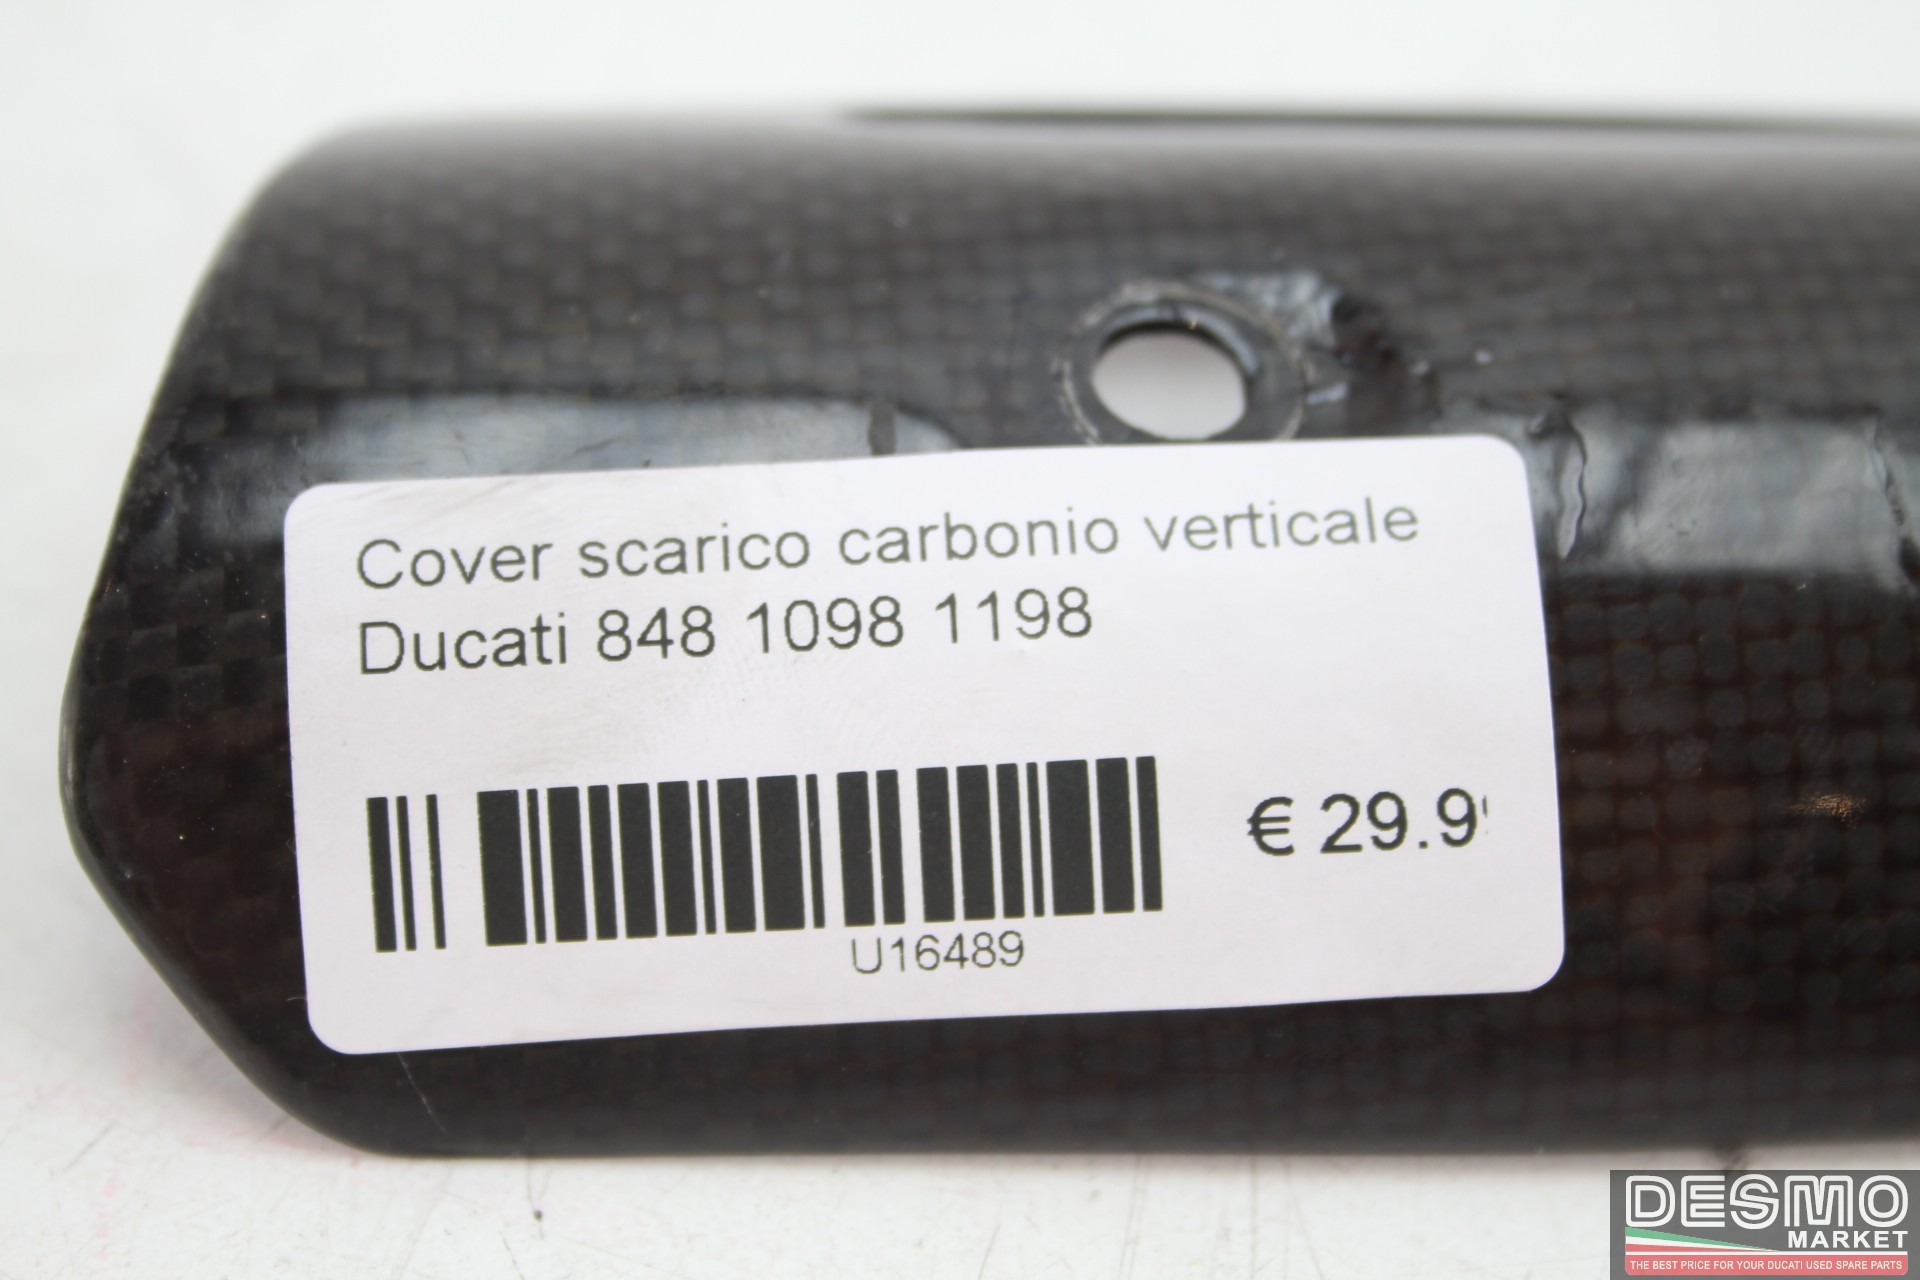 Cover scarico carbonio verticale
Ducati 848 1098 1198
€ 29.9
U16489
DESMO
MARKET
THE BEST PRICE FOR YOUR DUCATI USED SPARE PARTS